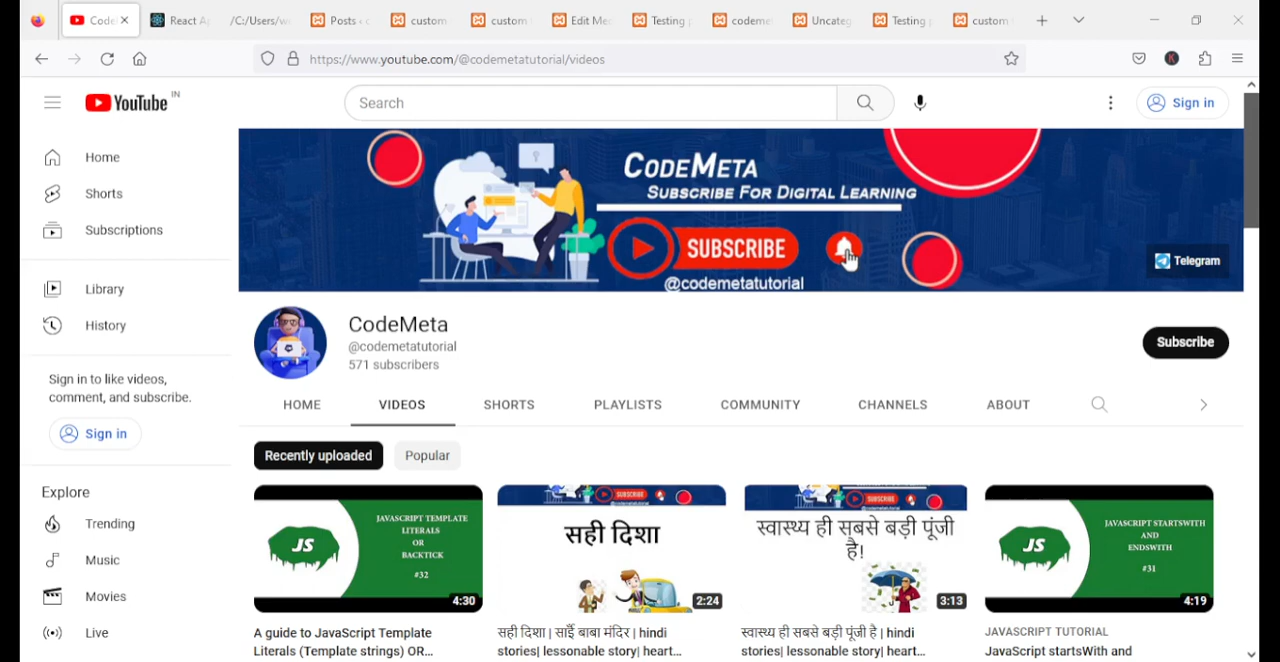 Code
React A
/C:/Users/w
Posts ‹
custom
custom
Edit Me
Testing
codeme
Uncateg
Testing
custom
https://www.youtube.com/@codemetatutorial/videos
K
YouTube IN
Search
Sign in
Home
Shorts
Subscriptions
Library
History
Sign in to like videos,
comment, and subscribe.
Sign in
Explore
Trending
Music
Movies
Live
CODEMETA
SUBSCRIBE FOR DIGITAL LEARNING
SUBSCRIBE
@codemetatutorial
Telegram
CodeMeta
@codemetatutorial
571 subscribers
Subscribe
HOME
VIDEOS
SHORTS
PLAYLISTS
COMMUNITY
CHANNELS
ABOUT
Recently uploaded
Popular
JS
JAVASCRIPT TEMPLATE
LITERALS
OR
BACKTICK
#32
4:30
A guide to JavaScript Template
Literals (Template strings) OR...
SUBSCRIBE
सही दिशा
2:24
सही दिशा | साईं बाबा मंदिर | hindi
stories| lessonable story| heart...
SUBSCRIBE
स्वास्थ्य ही सबसे बड़ी पूंजी
है!
3:13
स्वास्थ्य ही सबसे बड़ी पूंजी है | hindi
stories| lessonable story| heart...
JS
JAVASCRIPT STARTSWITH
AND
ENDSWITH
#31
4:19
JAVASCRIPT TUTORIAL
JavaScript startsWith and